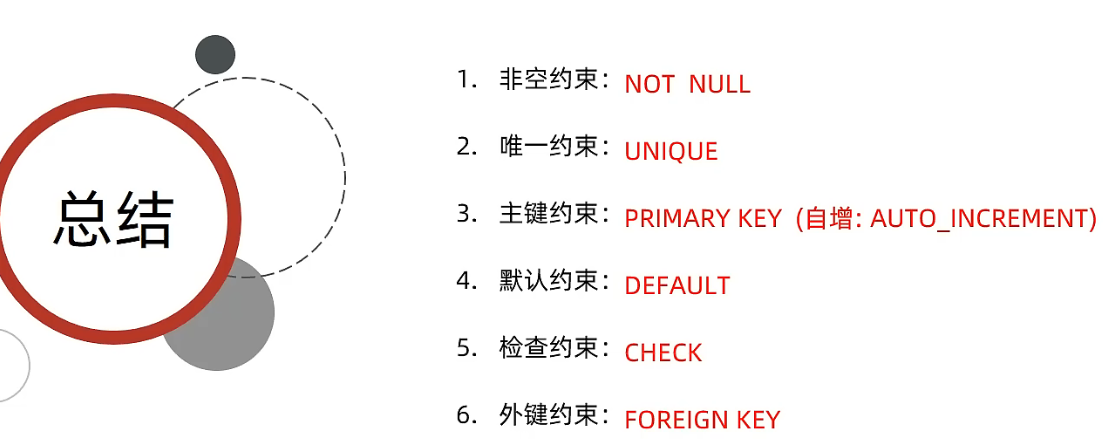 总结
1. 非空约束：NOT NULL
2. 唯一约束：UNIQUE
3. 主键约束：PRIMARY KEY (自增: AUTO_INCREMENT)
4. 默认约束：DEFAULT
5. 检查约束：CHECK
6. 外键约束：FOREIGN KEY